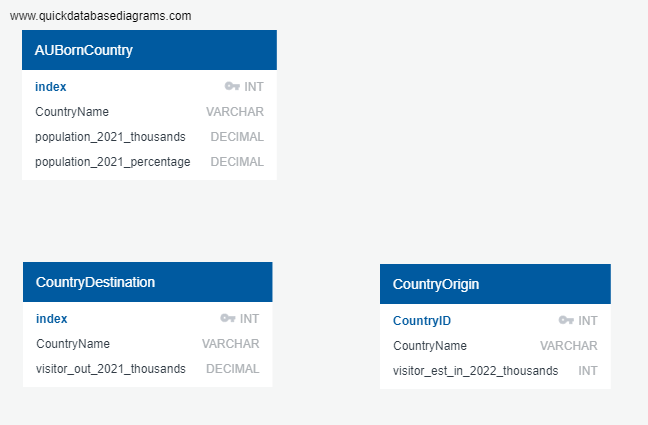 www.quickdatabasediagrams.com
AUBornCountry
index INT
CountryName VARCHAR
population_2021_thousands DECIMAL
population_2021_percentage DECIMAL
CountryDestination
index INT
CountryName VARCHAR
visitor_out_2021_thousands DECIMAL
CountryOrigin
CountryID INT
CountryName VARCHAR
visitor_est_in_2022_thousands INT